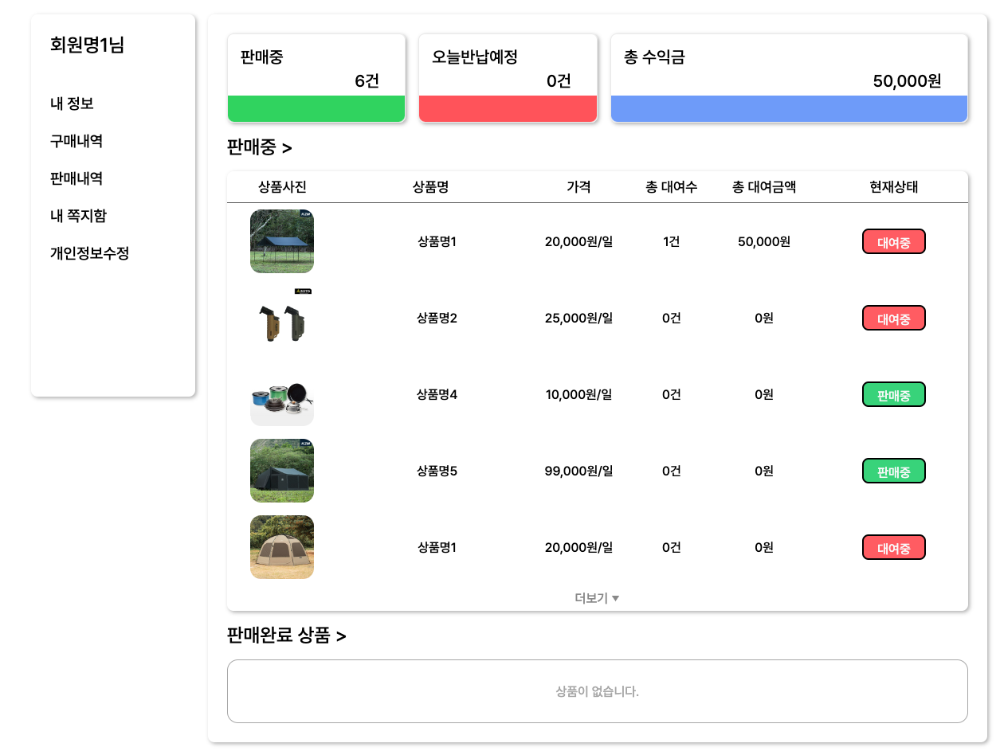 회원명1님
내 정보
구매내역
판매내역
내 쪽지함
개인정보수정
판매중
6건
오늘반납예정
0건
총 수익금
50,000원
판매중 >
상품사진 상품명 가격 총 대여수 총 대여금액 현재상태
KZM
상품명1 20,000원/일 1건 50,000원 대여중
SOTO
상품명2 25,000원/일 0건 0원 대여중
상품명4 10,000원/일 0건 0원 판매중
KZM
상품명5 99,000원/일 0건 0원 판매중
상품명1 20,000원/일 0건 0원 대여중
더보기 ▼
판매완료 상품 >
상품이 없습니다.